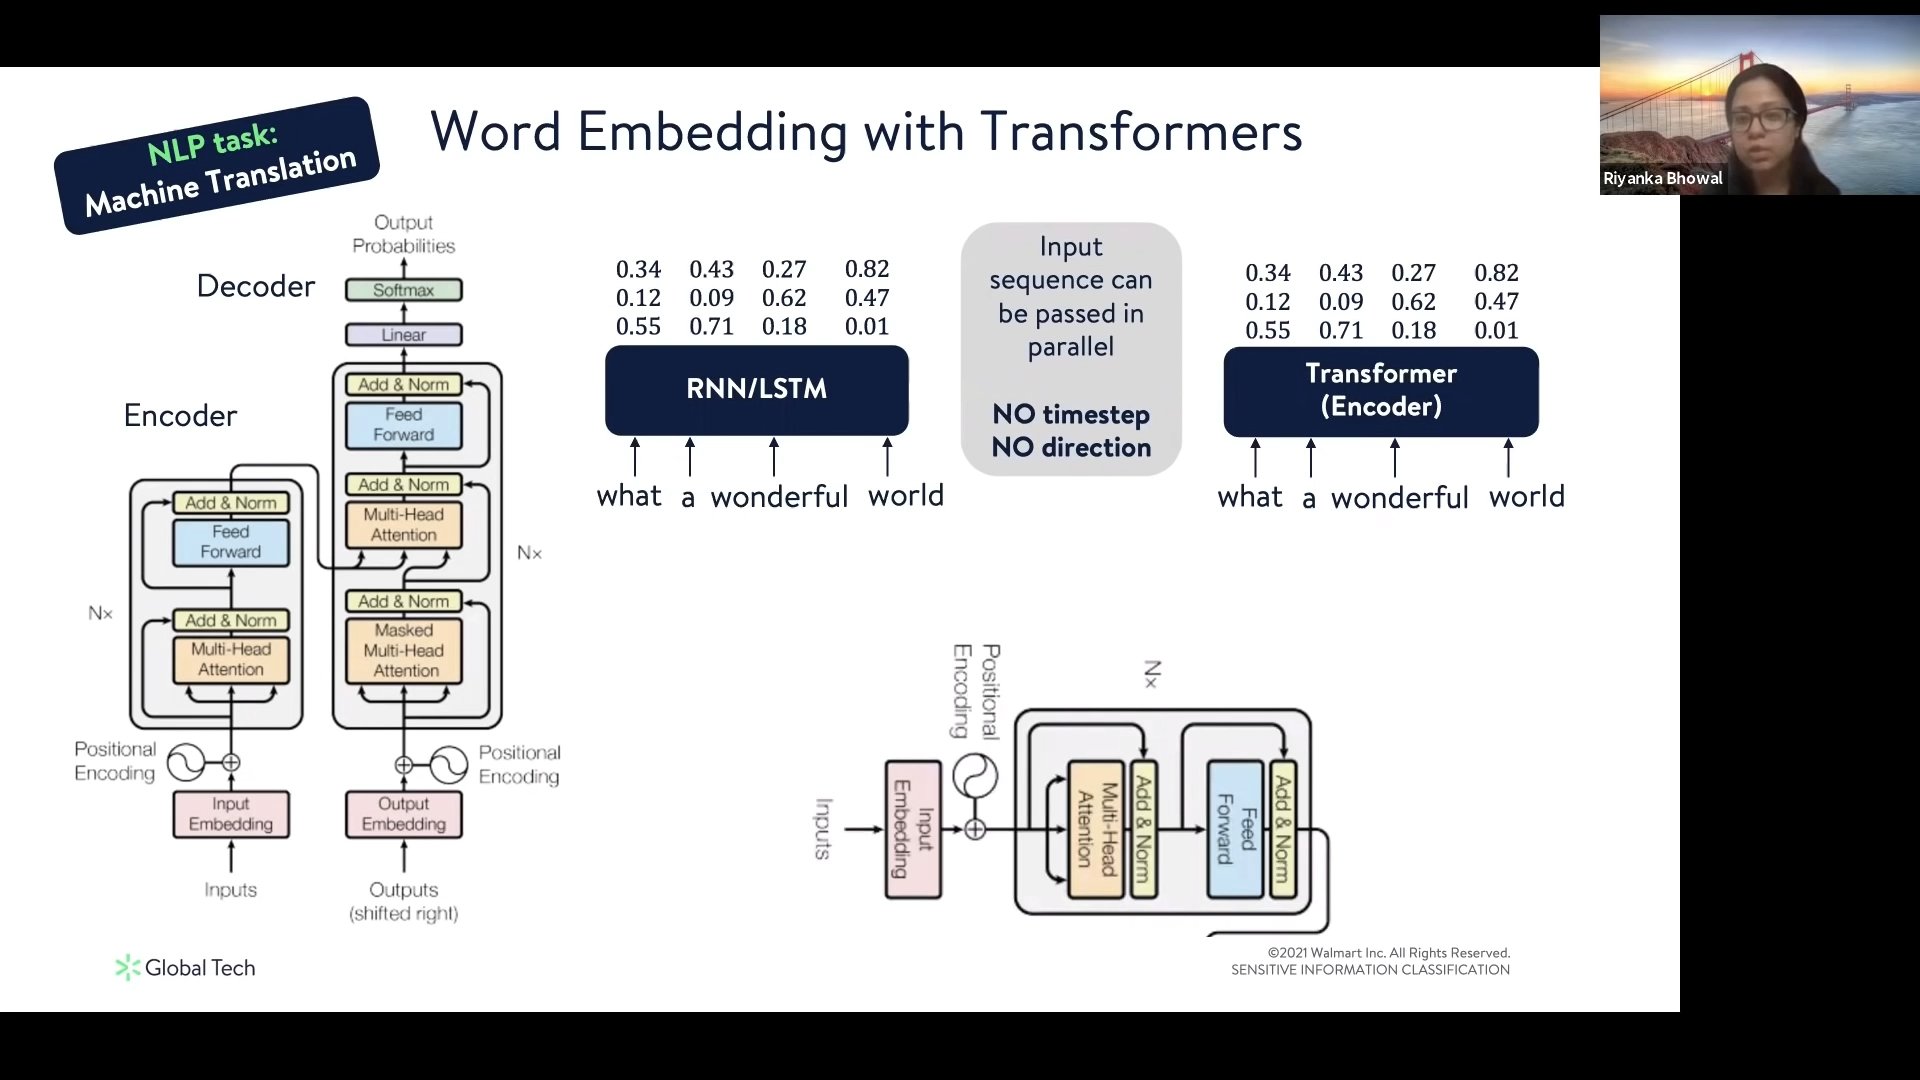 Riyanka Bhowal
NLP task:
Machine Translation
Word Embedding with Transformers
Output
Probabilities
Decoder
Softmax
Linear
Encoder
Add & Norm
Feed
Forward
Add & Norm
Multi-Head
Attention
Nx
Add & Norm
Masked
Multi-Head
Attention
Add & Norm
Feed
Forward
Nx
Add & Norm
Multi-Head
Attention
Positional
Encoding
Positional
Encoding
Input
Embedding
Output
Embedding
Inputs
Outputs
(shifted right)
0.34 0.43 0.27 0.82
0.12 0.09 0.62 0.47
0.55 0.71 0.18 0.01
RNN/LSTM
what a wonderful world
Input
sequence can
be passed in
parallel
NO timestep
NO direction
0.34 0.43 0.27 0.82
0.12 0.09 0.62 0.47
0.55 0.71 0.18 0.01
Transformer
(Encoder)
what a wonderful world
Inputs
Input
Embedding
Positional
Encoding
Nx
Multi-Head
Attention
Add & Norm
Feed
Forward
Add & Norm
Global Tech
©2021 Walmart Inc. All Rights Reserved.
SENSITIVE INFORMATION CLASSIFICATION